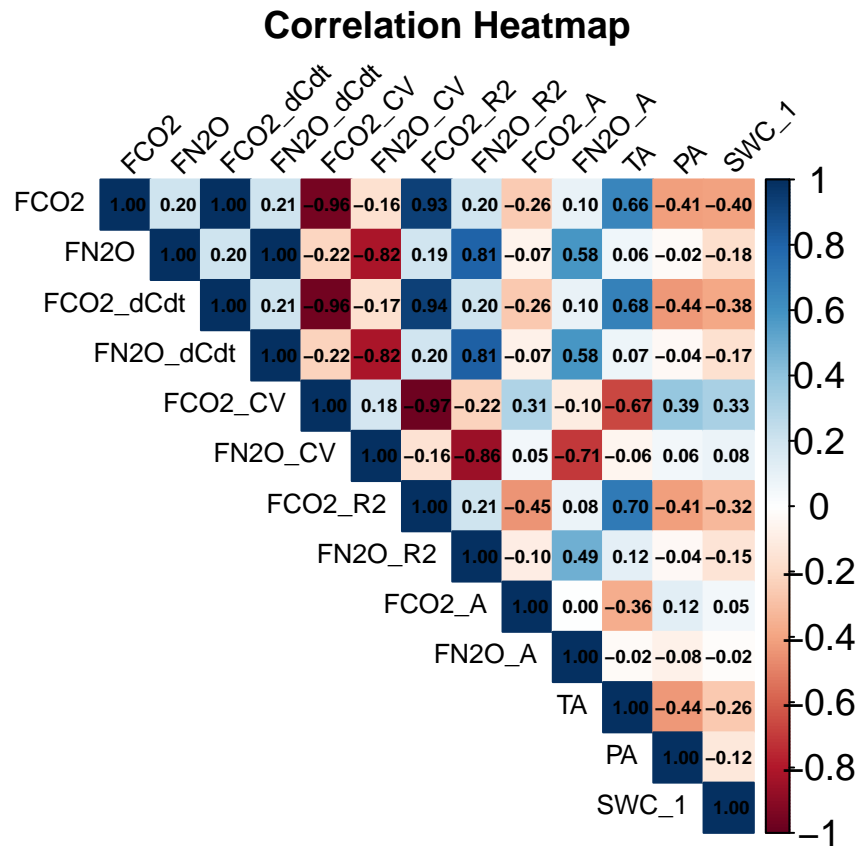 Correlation Heatmap
FCO2 FN2O FCO2_dCdt FN2O_dCdt FCO2_CV FN2O_CV FCO2_R2 FN2O_R2 FCO2_A FN2O_A TA PA SWC_1
FCO2 1.00 0.20 1.00 0.21 −0.96 −0.16 0.93 0.20 −0.26 0.10 0.66 −0.41 −0.40
FN2O 1.00 0.20 1.00 −0.22 −0.82 0.19 0.81 −0.07 0.58 0.06 −0.02 −0.18
FCO2_dCdt 1.00 0.21 −0.96 −0.17 0.94 0.20 −0.26 0.10 0.68 −0.44 −0.38
FN2O_dCdt 1.00 −0.22 −0.82 0.20 0.81 −0.07 0.58 0.07 −0.04 −0.17
FCO2_CV 1.00 0.18 −0.97 −0.22 0.31 −0.10 −0.67 0.39 0.33
FN2O_CV 1.00 −0.16 −0.86 0.05 −0.71 −0.06 0.06 0.08
FCO2_R2 1.00 0.21 −0.45 0.08 0.70 −0.41 −0.32
FN2O_R2 1.00 −0.10 0.49 0.12 −0.04 −0.15
FCO2_A 1.00 0.00 −0.36 0.12 0.05
FN2O_A 1.00 −0.02 −0.08 −0.02
TA 1.00 −0.44 −0.26
PA 1.00 −0.12
SWC_1 1.00
1
0.8
0.6
0.4
0.2
0
−0.2
−0.4
−0.6
−0.8
−1